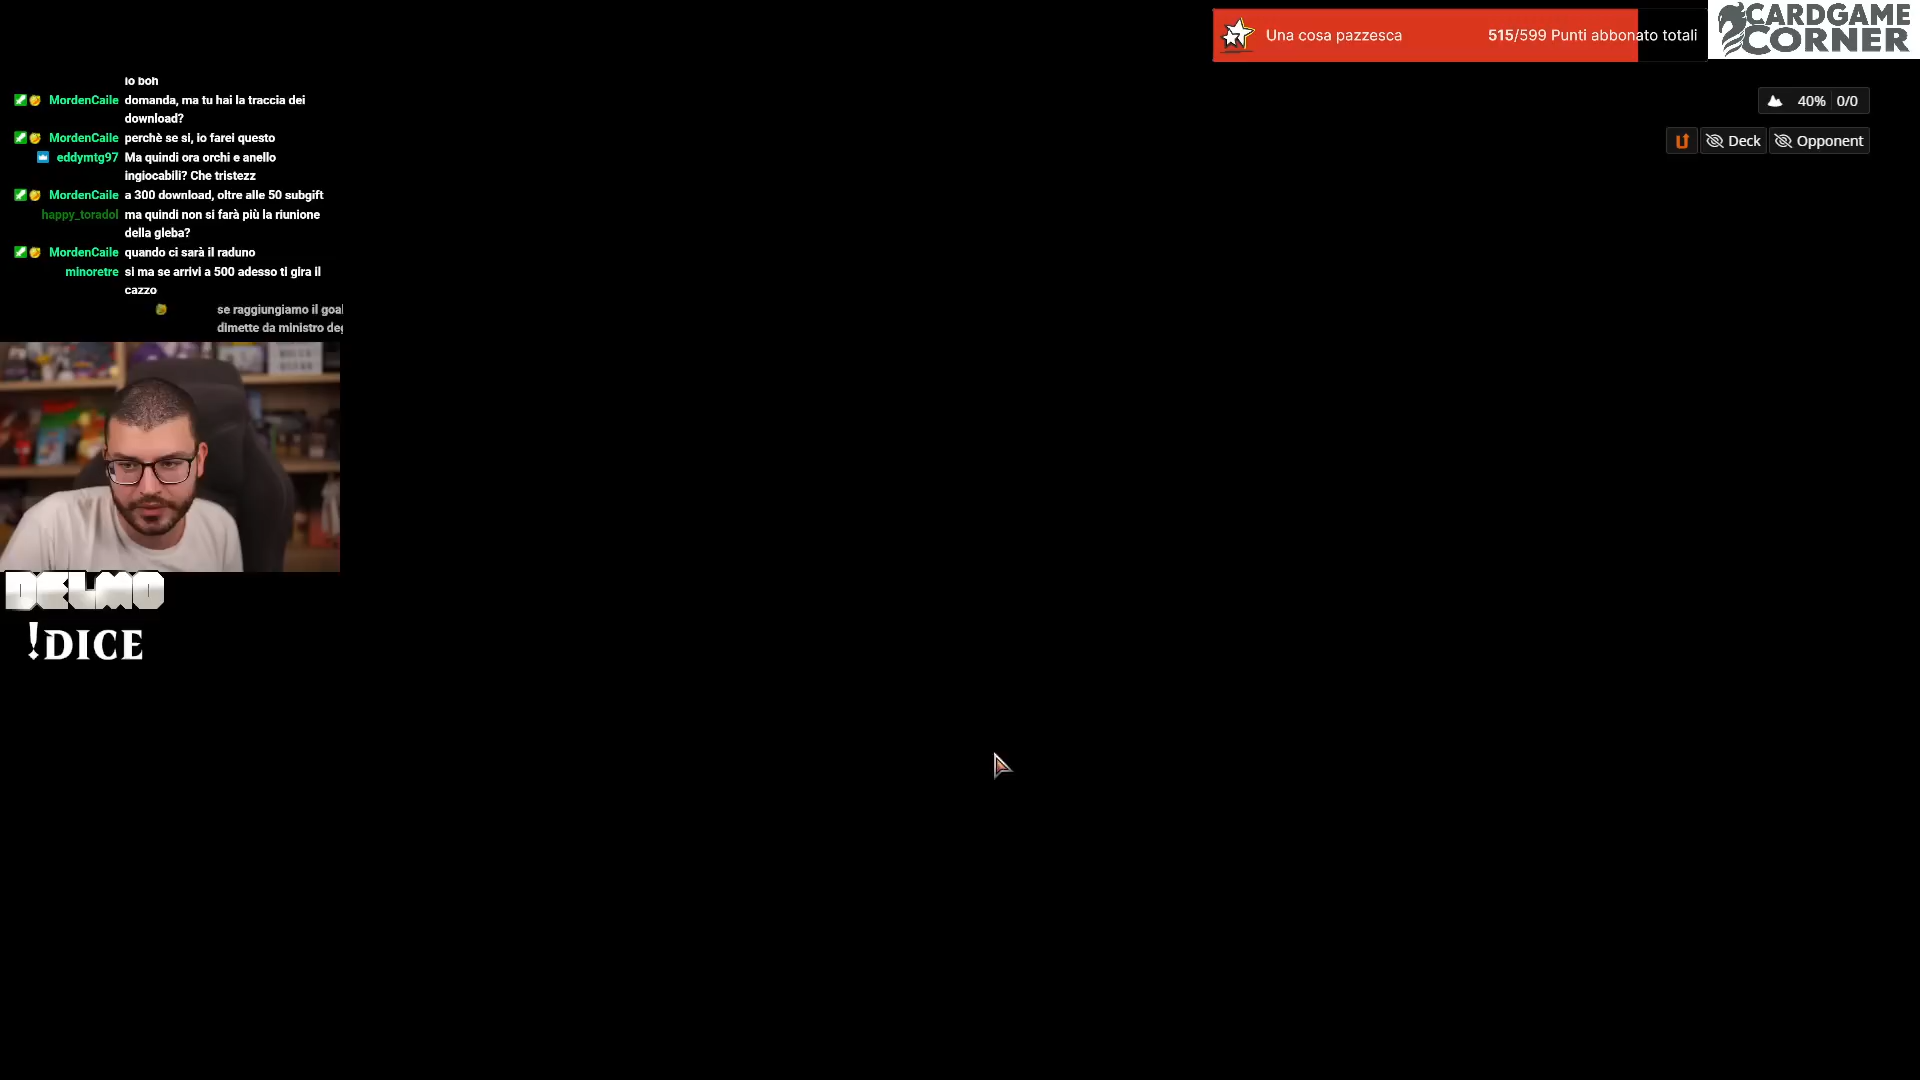 Una cosa pazzesca
515/599 Punti abbonato totali
CARDGAME
CORNER
40% 0/0
Deck
Opponent
io boh
MordenCaile domanda, ma tu hai la traccia dei
download?
MordenCaile perchè se si, io farei questo
eddymtg97 Ma quindi ora orchi e anello
ingiocabili? Che tristezz
MordenCaile a 300 download, oltre alle 50 subgift
happy_toradol ma quindi non si farà più la riunione
della gleba?
MordenCaile quando ci sarà il raduno
minoretre si ma se arrivi a 500 adesso ti gira il
cazzo
se raggiungiamo il goal
dimette da ministro deg
DELMO
!DICE